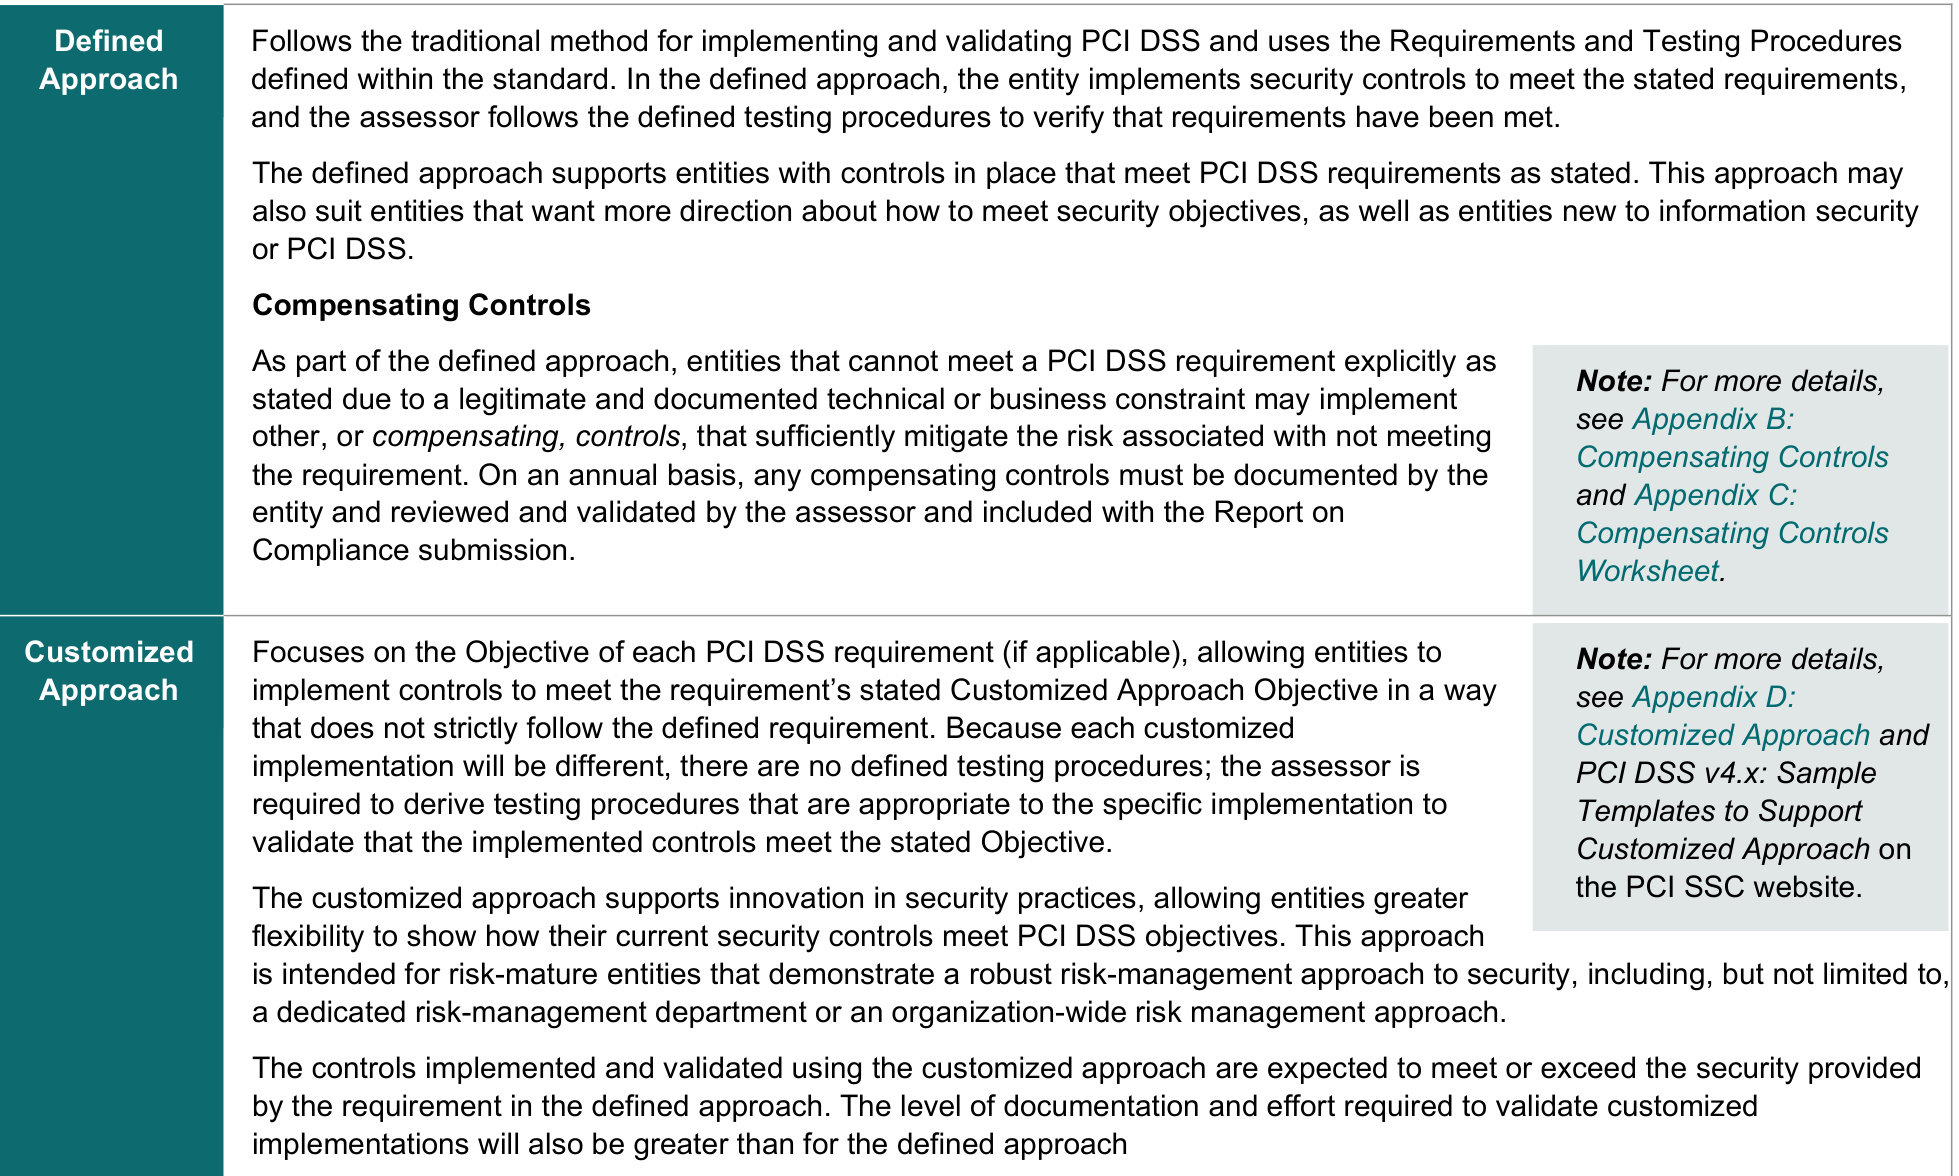 Defined
Approach
Follows the traditional method for implementing and validating PCI DSS and uses the Requirements and Testing Procedures
defined within the standard. In the defined approach, the entity implements security controls to meet the stated requirements,
and the assessor follows the defined testing procedures to verify that requirements have been met.
The defined approach supports entities with controls in place that meet PCI DSS requirements as stated. This approach may
also suit entities that want more direction about how to meet security objectives, as well as entities new to information security
or PCI DSS.
Compensating Controls
As part of the defined approach, entities that cannot meet a PCI DSS requirement explicitly as
stated due to a legitimate and documented technical or business constraint may implement
other, or compensating, controls, that sufficiently mitigate the risk associated with not meeting
the requirement. On an annual basis, any compensating controls must be documented by the
entity and reviewed and validated by the assessor and included with the Report on
Compliance submission.
Note: For more details,
see Appendix B:
Compensating Controls
and Appendix C:
Compensating Controls
Worksheet.
Customized
Approach
Focuses on the Objective of each PCI DSS requirement (if applicable), allowing entities to
implement controls to meet the requirement’s stated Customized Approach Objective in a way
that does not strictly follow the defined requirement. Because each customized
implementation will be different, there are no defined testing procedures; the assessor is
required to derive testing procedures that are appropriate to the specific implementation to
validate that the implemented controls meet the stated Objective.
Note: For more details,
see Appendix D:
Customized Approach and
PCI DSS v4.x: Sample
Templates to Support
Customized Approach on
the PCI SSC website.
The customized approach supports innovation in security practices, allowing entities greater
flexibility to show how their current security controls meet PCI DSS objectives. This approach
is intended for risk-mature entities that demonstrate a robust risk-management approach to security, including, but not limited to,
a dedicated risk-management department or an organization-wide risk management approach.
The controls implemented and validated using the customized approach are expected to meet or exceed the security provided
by the requirement in the defined approach. The level of documentation and effort required to validate customized
implementations will also be greater than for the defined approach